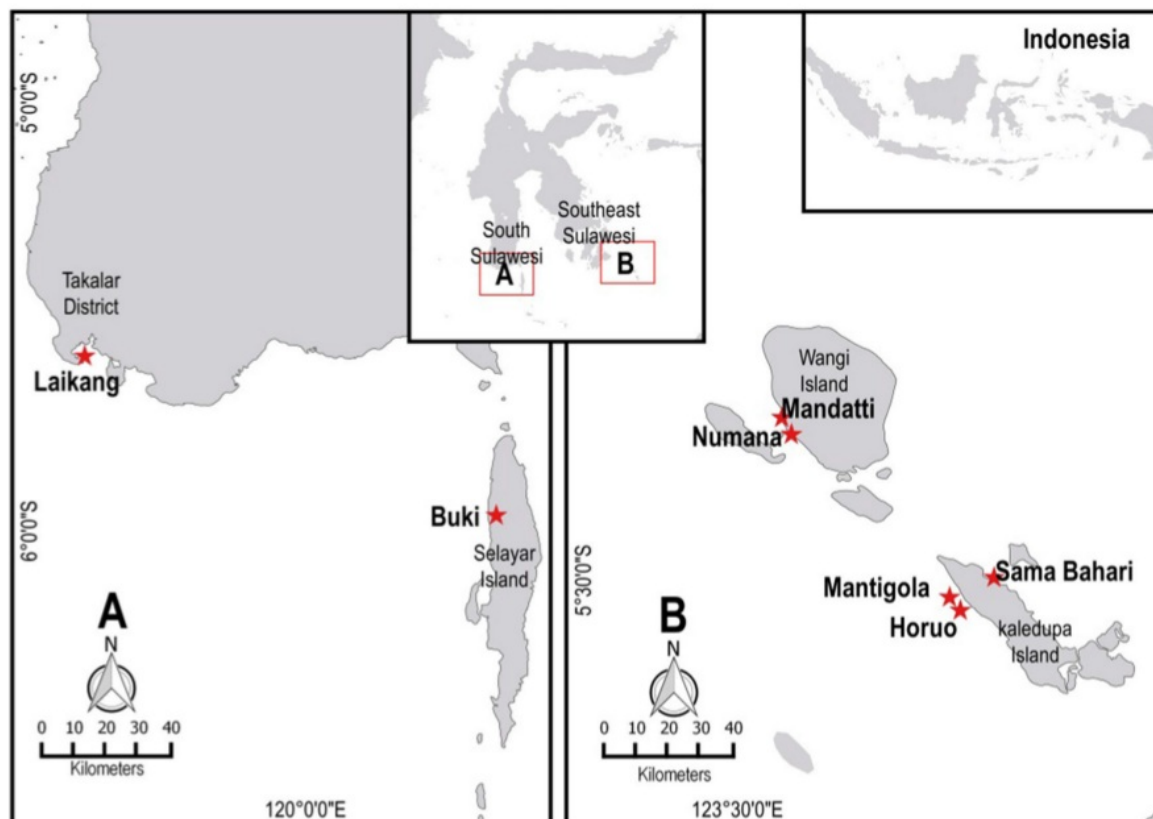 Indonesia
5°0'0"S
South
Sulawesi
Southeast
Sulawesi
A
B
Takalar
District
Laikang
Wangi
Island
Mandatti
Numana
Buki
Selayar
Island
6°0'0"S
5°30'0"S
Sama Bahari
Mantigola
Horuo
kaledupa
Island
A
N
0 10 20 30 40
Kilometers
B
N
0 10 20 30 40
Kilometers
120°0'0"E
123°30'0"E